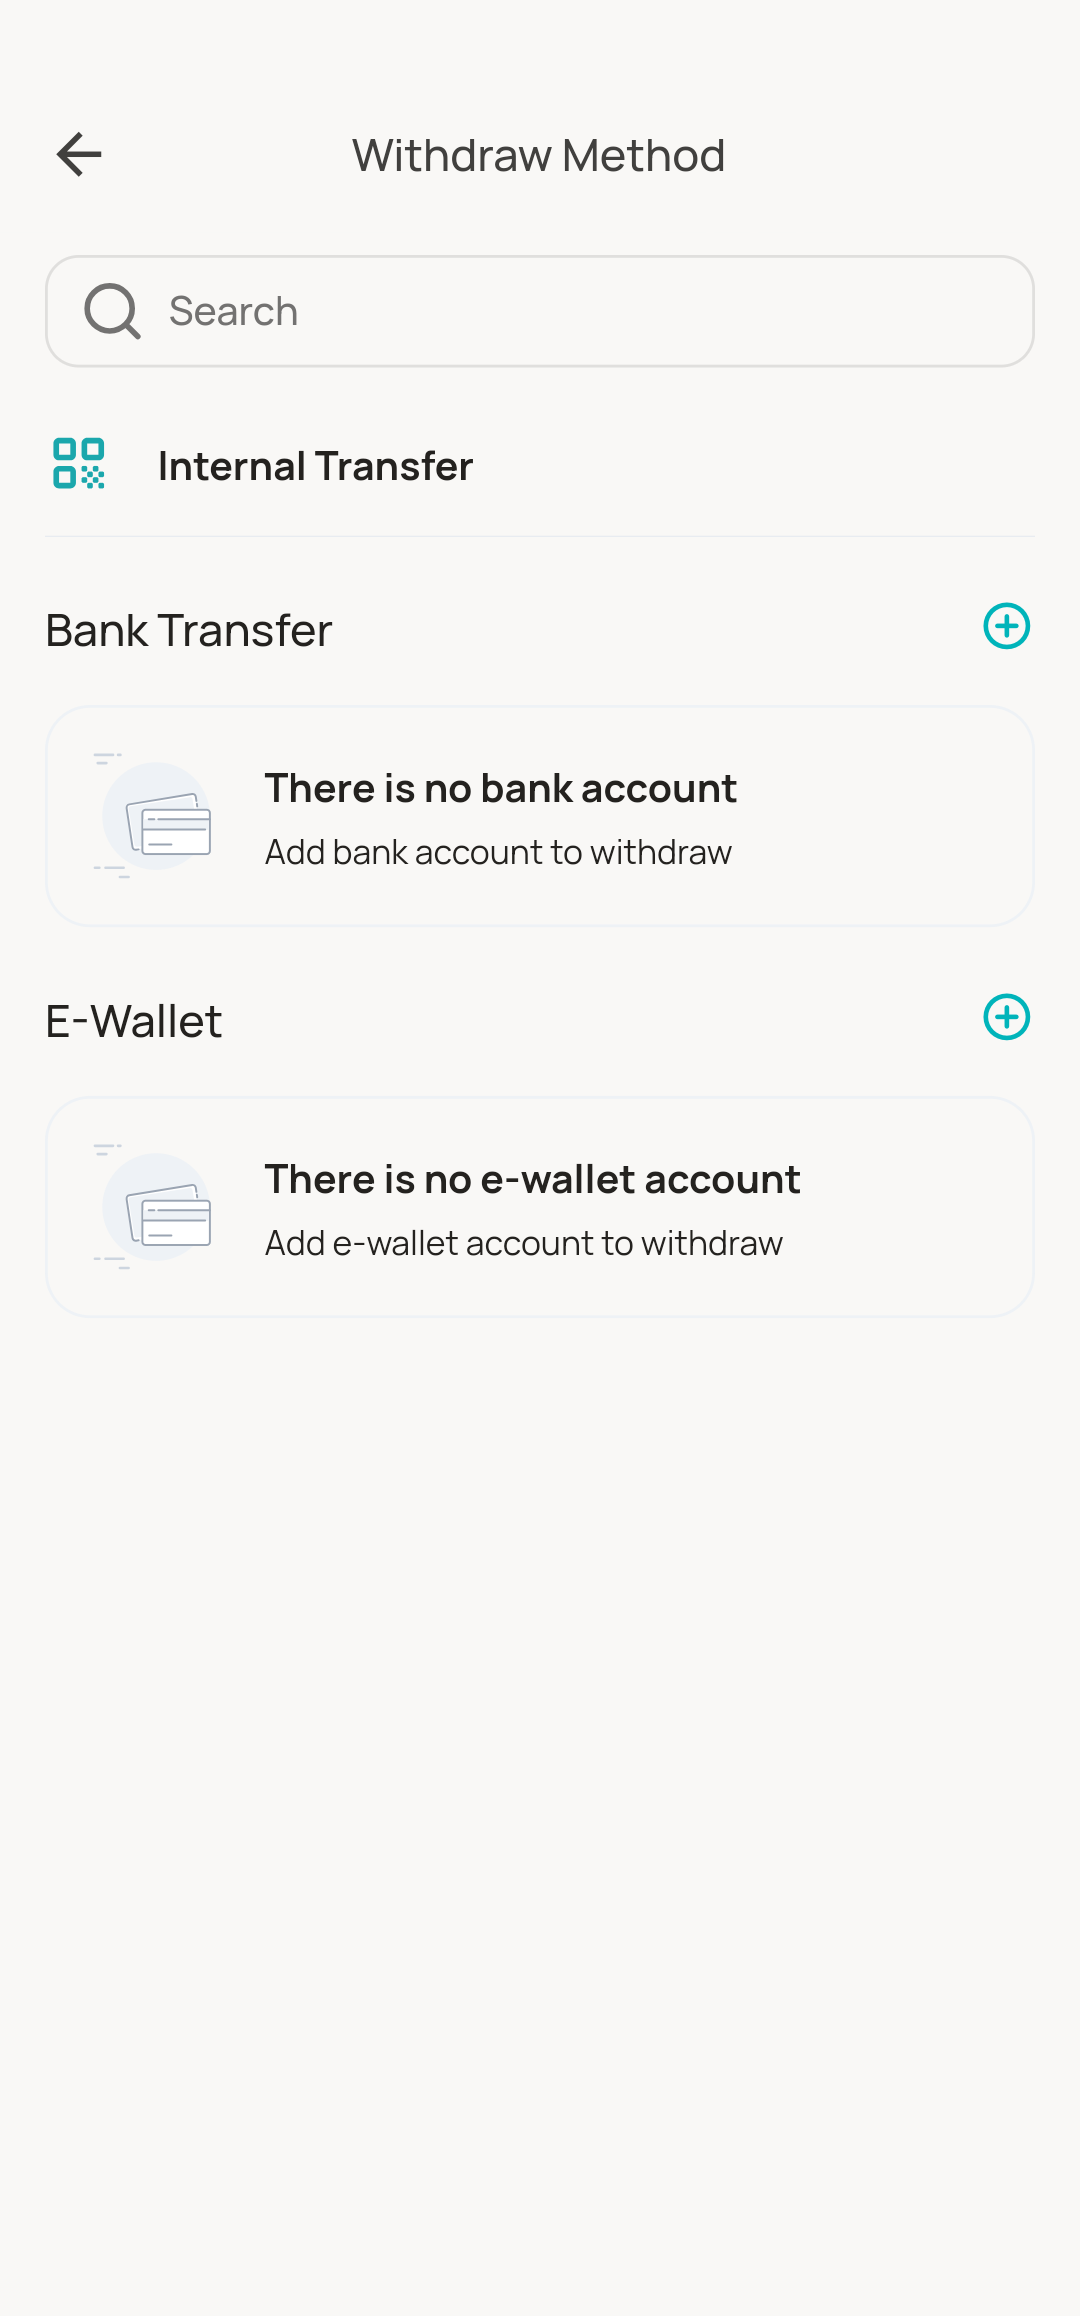 Withdraw Method
Search
Internal Transfer
Bank Transfer
There is no bank account
Add bank account to withdraw
E-Wallet
There is no e-wallet account
Add e-wallet account to withdraw